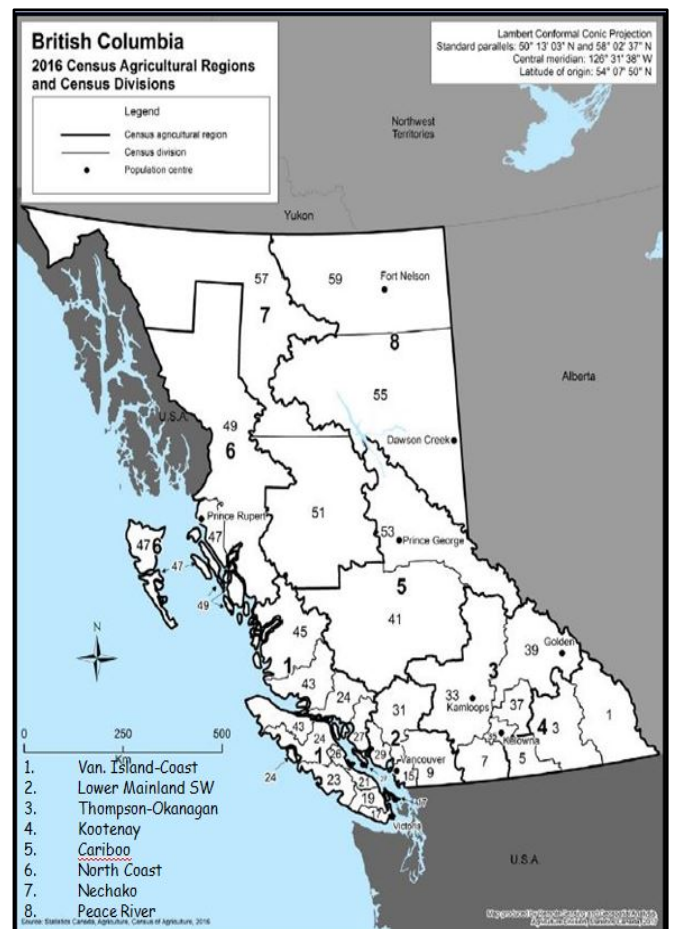 British Columbia
2016 Census Agricultural Regions
and Census Divisions
Legend
Census agricultural region
Census division
Population centre
Lambert Conformal Conic Projection
Standard parallels: 50° 13' 03" N and 58° 02' 37" N
Central meridian: 126° 31' 38" W
Latitude of origin: 54° 07' 50" N
Northwest
Territories
Yukon
57
59
Fort Nelson
7
8
55
Alberta
U.S.A.
49
6
Dawson Creek
51
Prince Rupert
47
53
Prince George
47
6
47
49
5
41
45
39
Golden
N
1
3
43
24
33
Kamloops
37
3
1
31
4
35
Kelowna
0
250
500
Km
43
24
27
2
29
Vancouver
1
26
15
9
7
5
24
23
21
19
17
17
Victoria
U.S.A.
1. Van. Island-Coast
2. Lower Mainland SW
3. Thompson-Okanagan
4. Kootenay
5. Cariboo
6. North Coast
7. Nechako
8. Peace River
Source: Statistics Canada, Agriculture, Census of Agriculture, 2016